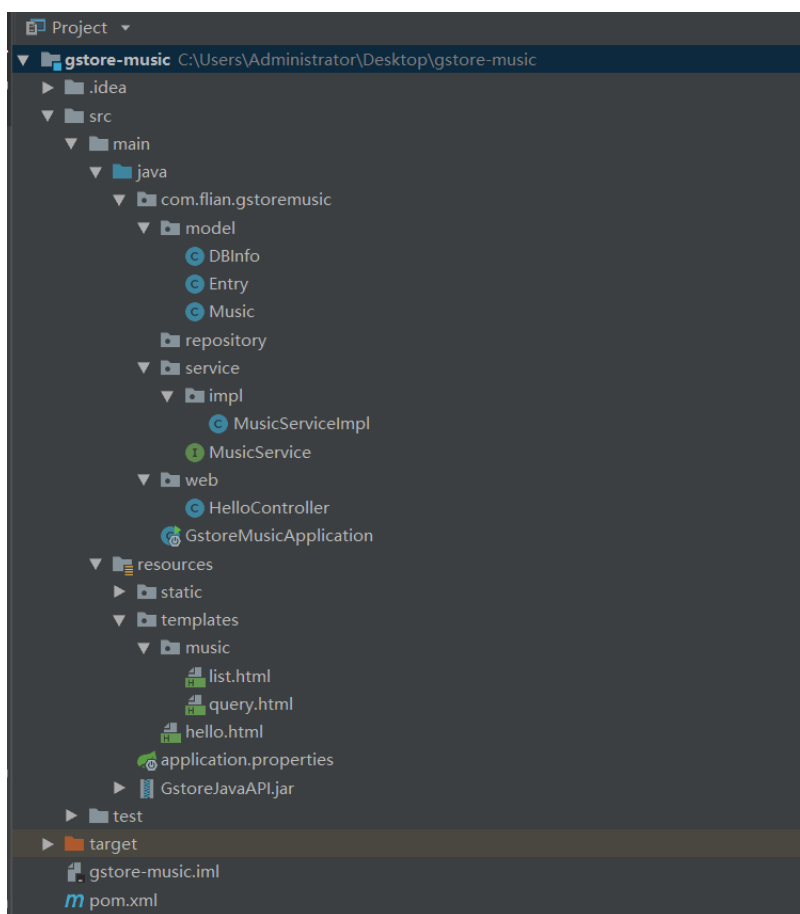 Project
gstore-music C:\Users\Administrator\Desktop\gstore-music
.idea
src
main
java
com.flian.gstoremusic
model
DBInfo
Entry
Music
repository
service
impl
MusicServiceImpl
MusicService
web
HelloController
GstoreMusicApplication
resources
static
templates
music
list.html
query.html
hello.html
application.properties
GstoreJavaAPI.jar
test
target
gstore-music.iml
pom.xml